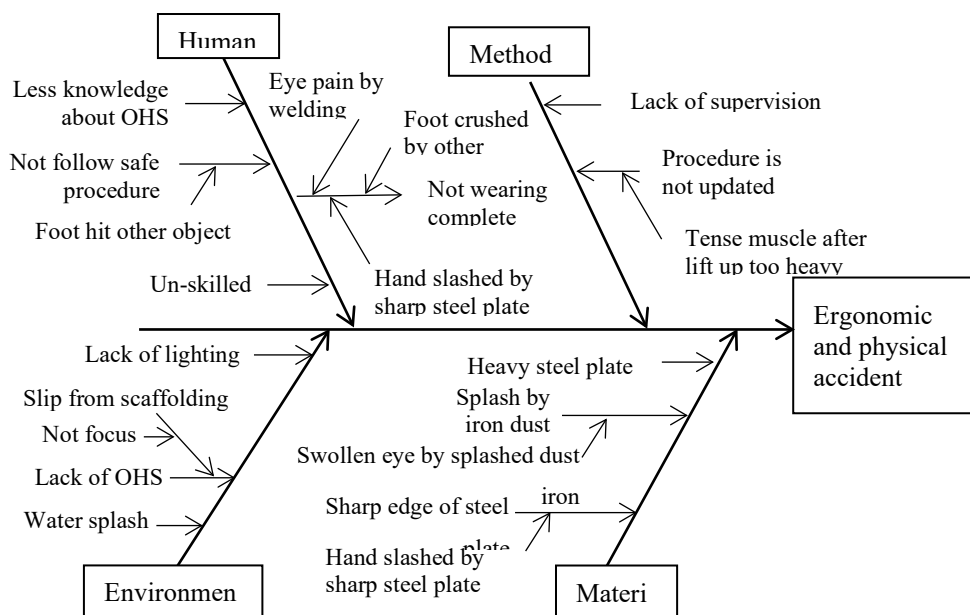 Human
Method
Less knowledge
about OHS
Eye pain by
welding
Lack of supervision
Foot crushed
by other
Not follow safe
procedure
Procedure is
not updated
Not wearing
complete
Foot hit other object
Tense muscle after
lift up too heavy
Un-skilled
Hand slashed by
sharp steel plate
Ergonomic
and physical
accident
Lack of lighting
Heavy steel plate
Slip from scaffolding
Splash by
iron dust
Not focus
Swollen eye by splashed dust
Lack of OHS
Sharp edge of steel
iron
plate
Water splash
Hand slashed by
sharp steel plate
Environmen
Materi